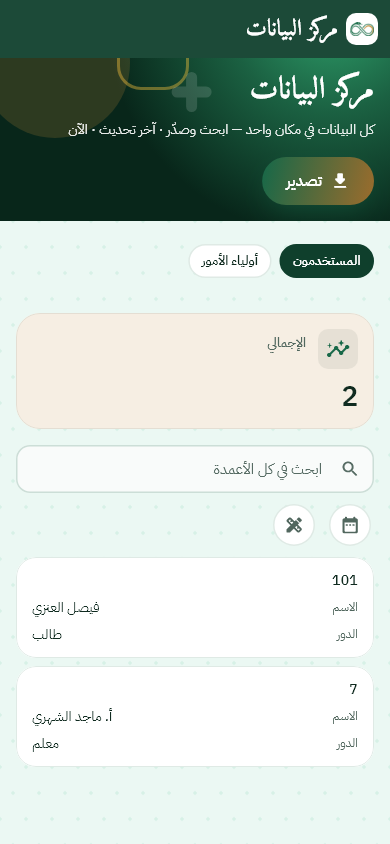 مركز البيانات
مركز البيانات
كل البيانات في مكان واحد — ابحث وصدّر · آخر تحديث · الآن
تصدير
المستخدمون
أولياء الأمور
الإجمالي
2
ابحث في كل الأعمدة
101
الاسم فيصل العنزي
الدور طالب
7
الاسم أ. ماجد الشهري
الدور معلم